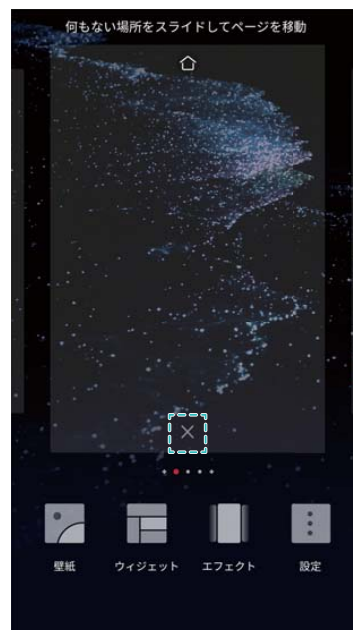 何もない場所をスライドしてページを移動
壁紙
ウィジェット
エフェクト
設定